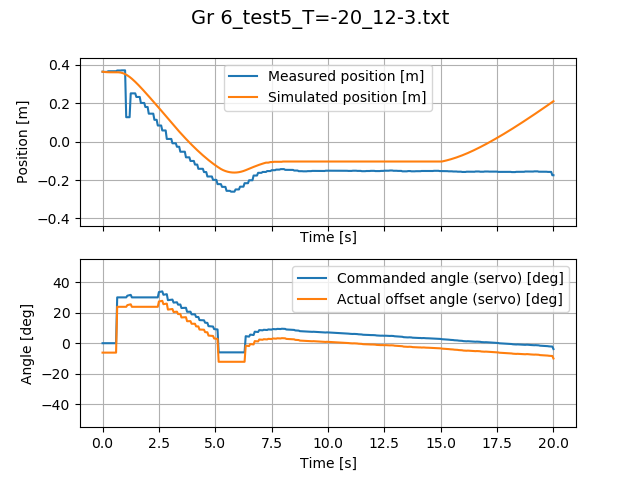 Gr 6_test5_T=-20_12-3.txt
0.4
0.2
0.0
−0.2
−0.4
Position [m]
Measured position [m]
Simulated position [m]
Time [s]
40
20
0
−20
−40
Angle [deg]
Commanded angle (servo) [deg]
Actual offset angle (servo) [deg]
0.0 2.5 5.0 7.5 10.0 12.5 15.0 17.5 20.0
Time [s]